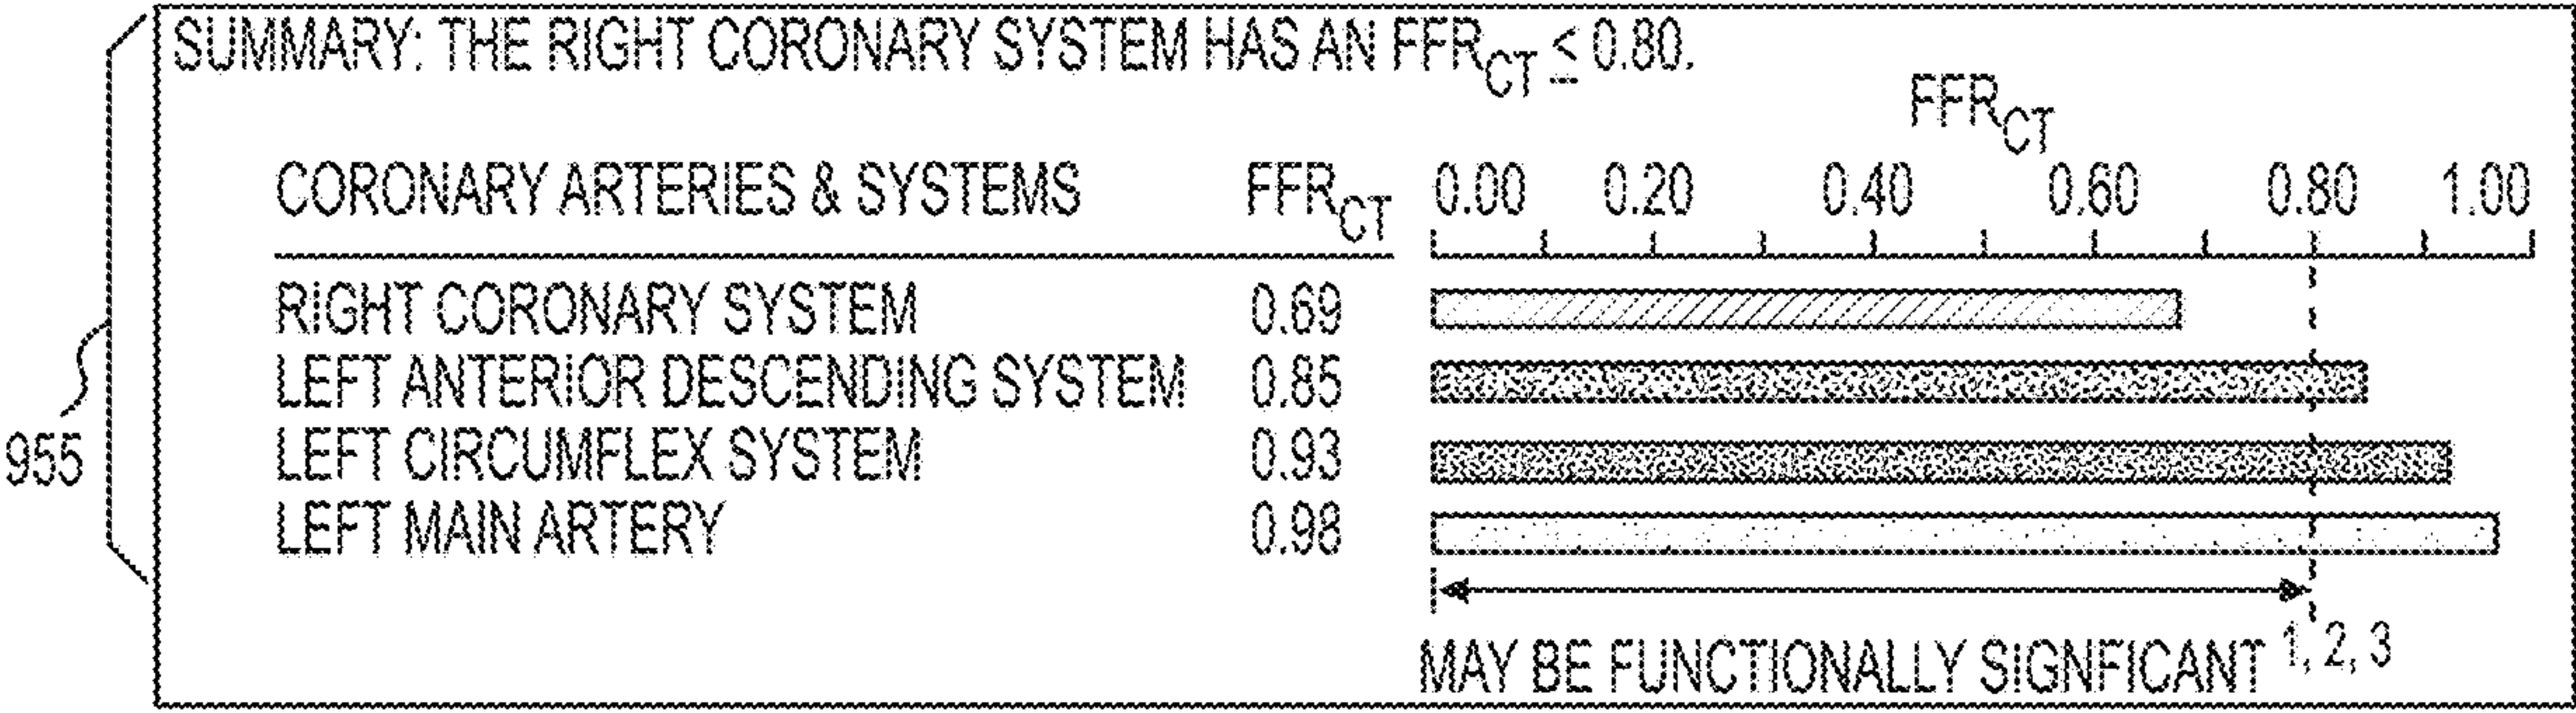 SUMMARY: THE RIGHT CORONARY SYSTEM HAS AN FFRCT ≤ 0.80.
FFRCT
CORONARY ARTERIES & SYSTEMS FFRCT 0.00 0.20 0.40 0.60 0.80 1.00
RIGHT CORONARY SYSTEM 0.69
LEFT ANTERIOR DESCENDING SYSTEM 0.85
LEFT CIRCUMFLEX SYSTEM 0.93
955
LEFT MAIN ARTERY 0.98
MAY BE FUNCTIONALLY SIGNFICANT 1, 2, 3